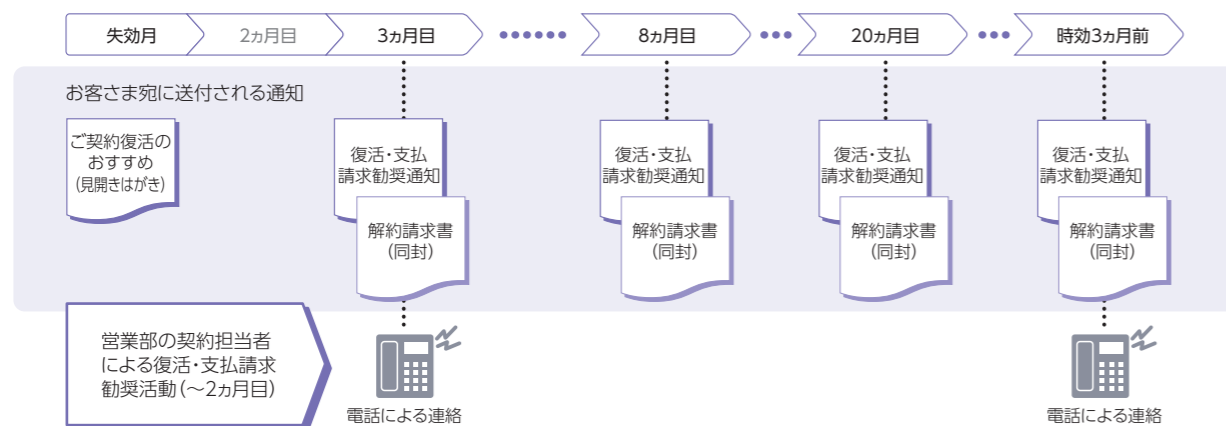 失効月
2ヵ月目
3ヵ月目
8ヵ月目
20ヵ月目
時効3ヵ月前
お客さま宛に送付される通知
ご契約復活の
おすすめ
(見開きはがき)
復活・支払
請求勧奨通知
解約請求書
(同封)
復活・支払
請求勧奨通知
解約請求書
(同封)
復活・支払
請求勧奨通知
解約請求書
(同封)
復活・支払
請求勧奨通知
解約請求書
(同封)
営業部の契約担当者
による復活・支払請求
勧奨活動(〜2ヵ月目)
電話による連絡
電話による連絡